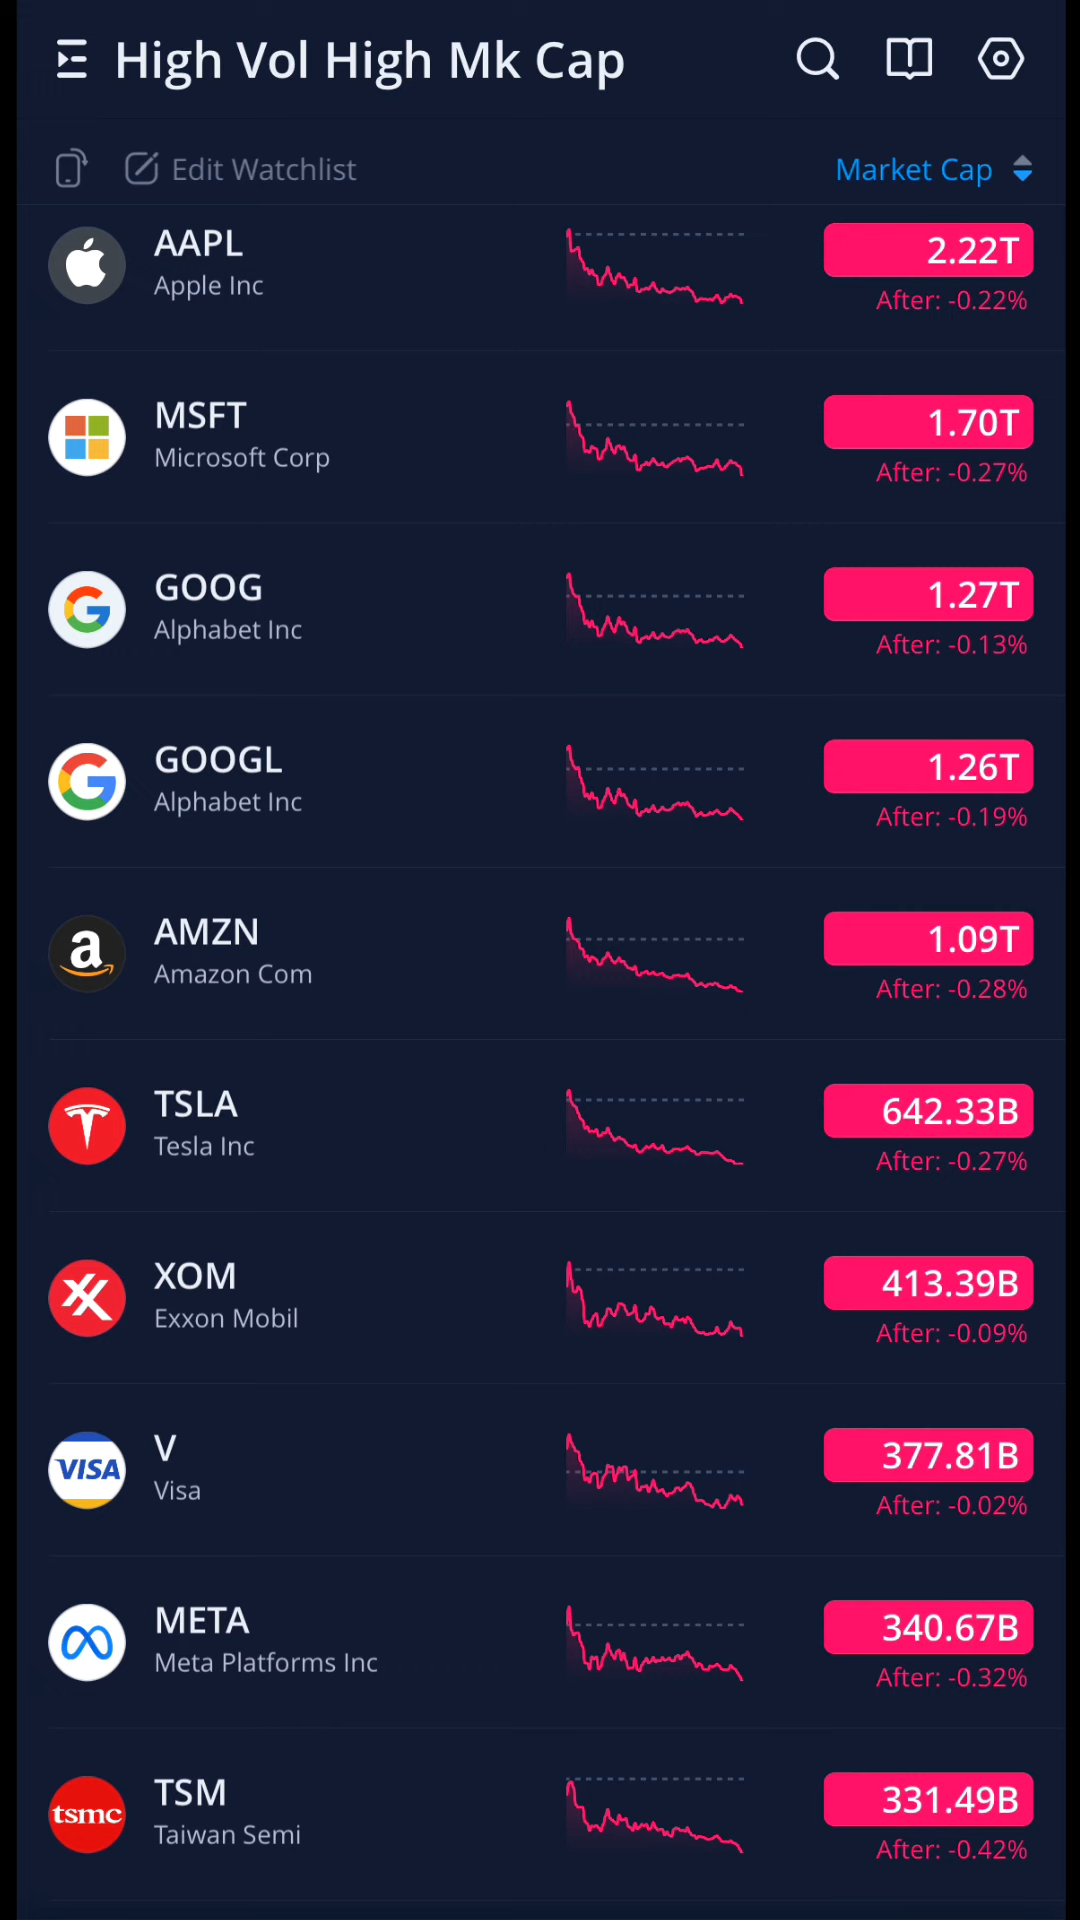 High Vol High Mk Cap
Edit Watchlist
Market Cap
AAPL
Apple Inc
2.22T
After: -0.22%
MSFT
Microsoft Corp
1.70T
After: -0.27%
GOOG
Alphabet Inc
1.27T
After: -0.13%
GOOGL
Alphabet Inc
1.26T
After: -0.19%
a
AMZN
Amazon Com
1.09T
After: -0.28%
TSLA
Tesla Inc
642.33B
After: -0.27%
XOM
Exxon Mobil
413.39B
After: -0.09%
VISA
V
Visa
377.81B
After: -0.02%
META
Meta Platforms Inc
340.67B
After: -0.32%
tsmc
TSM
Taiwan Semi
331.49B
After: -0.42%